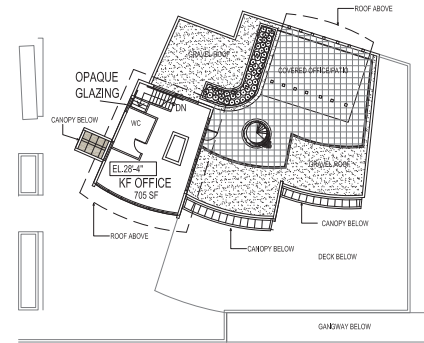 ROOF ABOVE
GRAVEL ROOF
OPAQUE
GLAZING
COVERED OFFICE/PATIO
DN
CANOPY BELOW
WC
GRAVEL ROOF
EL.28'-4"
KF OFFICE
705 SF
CANOPY BELOW
ROOF ABOVE
CANOPY BELOW
DECK BELOW
GANGWAY BELOW